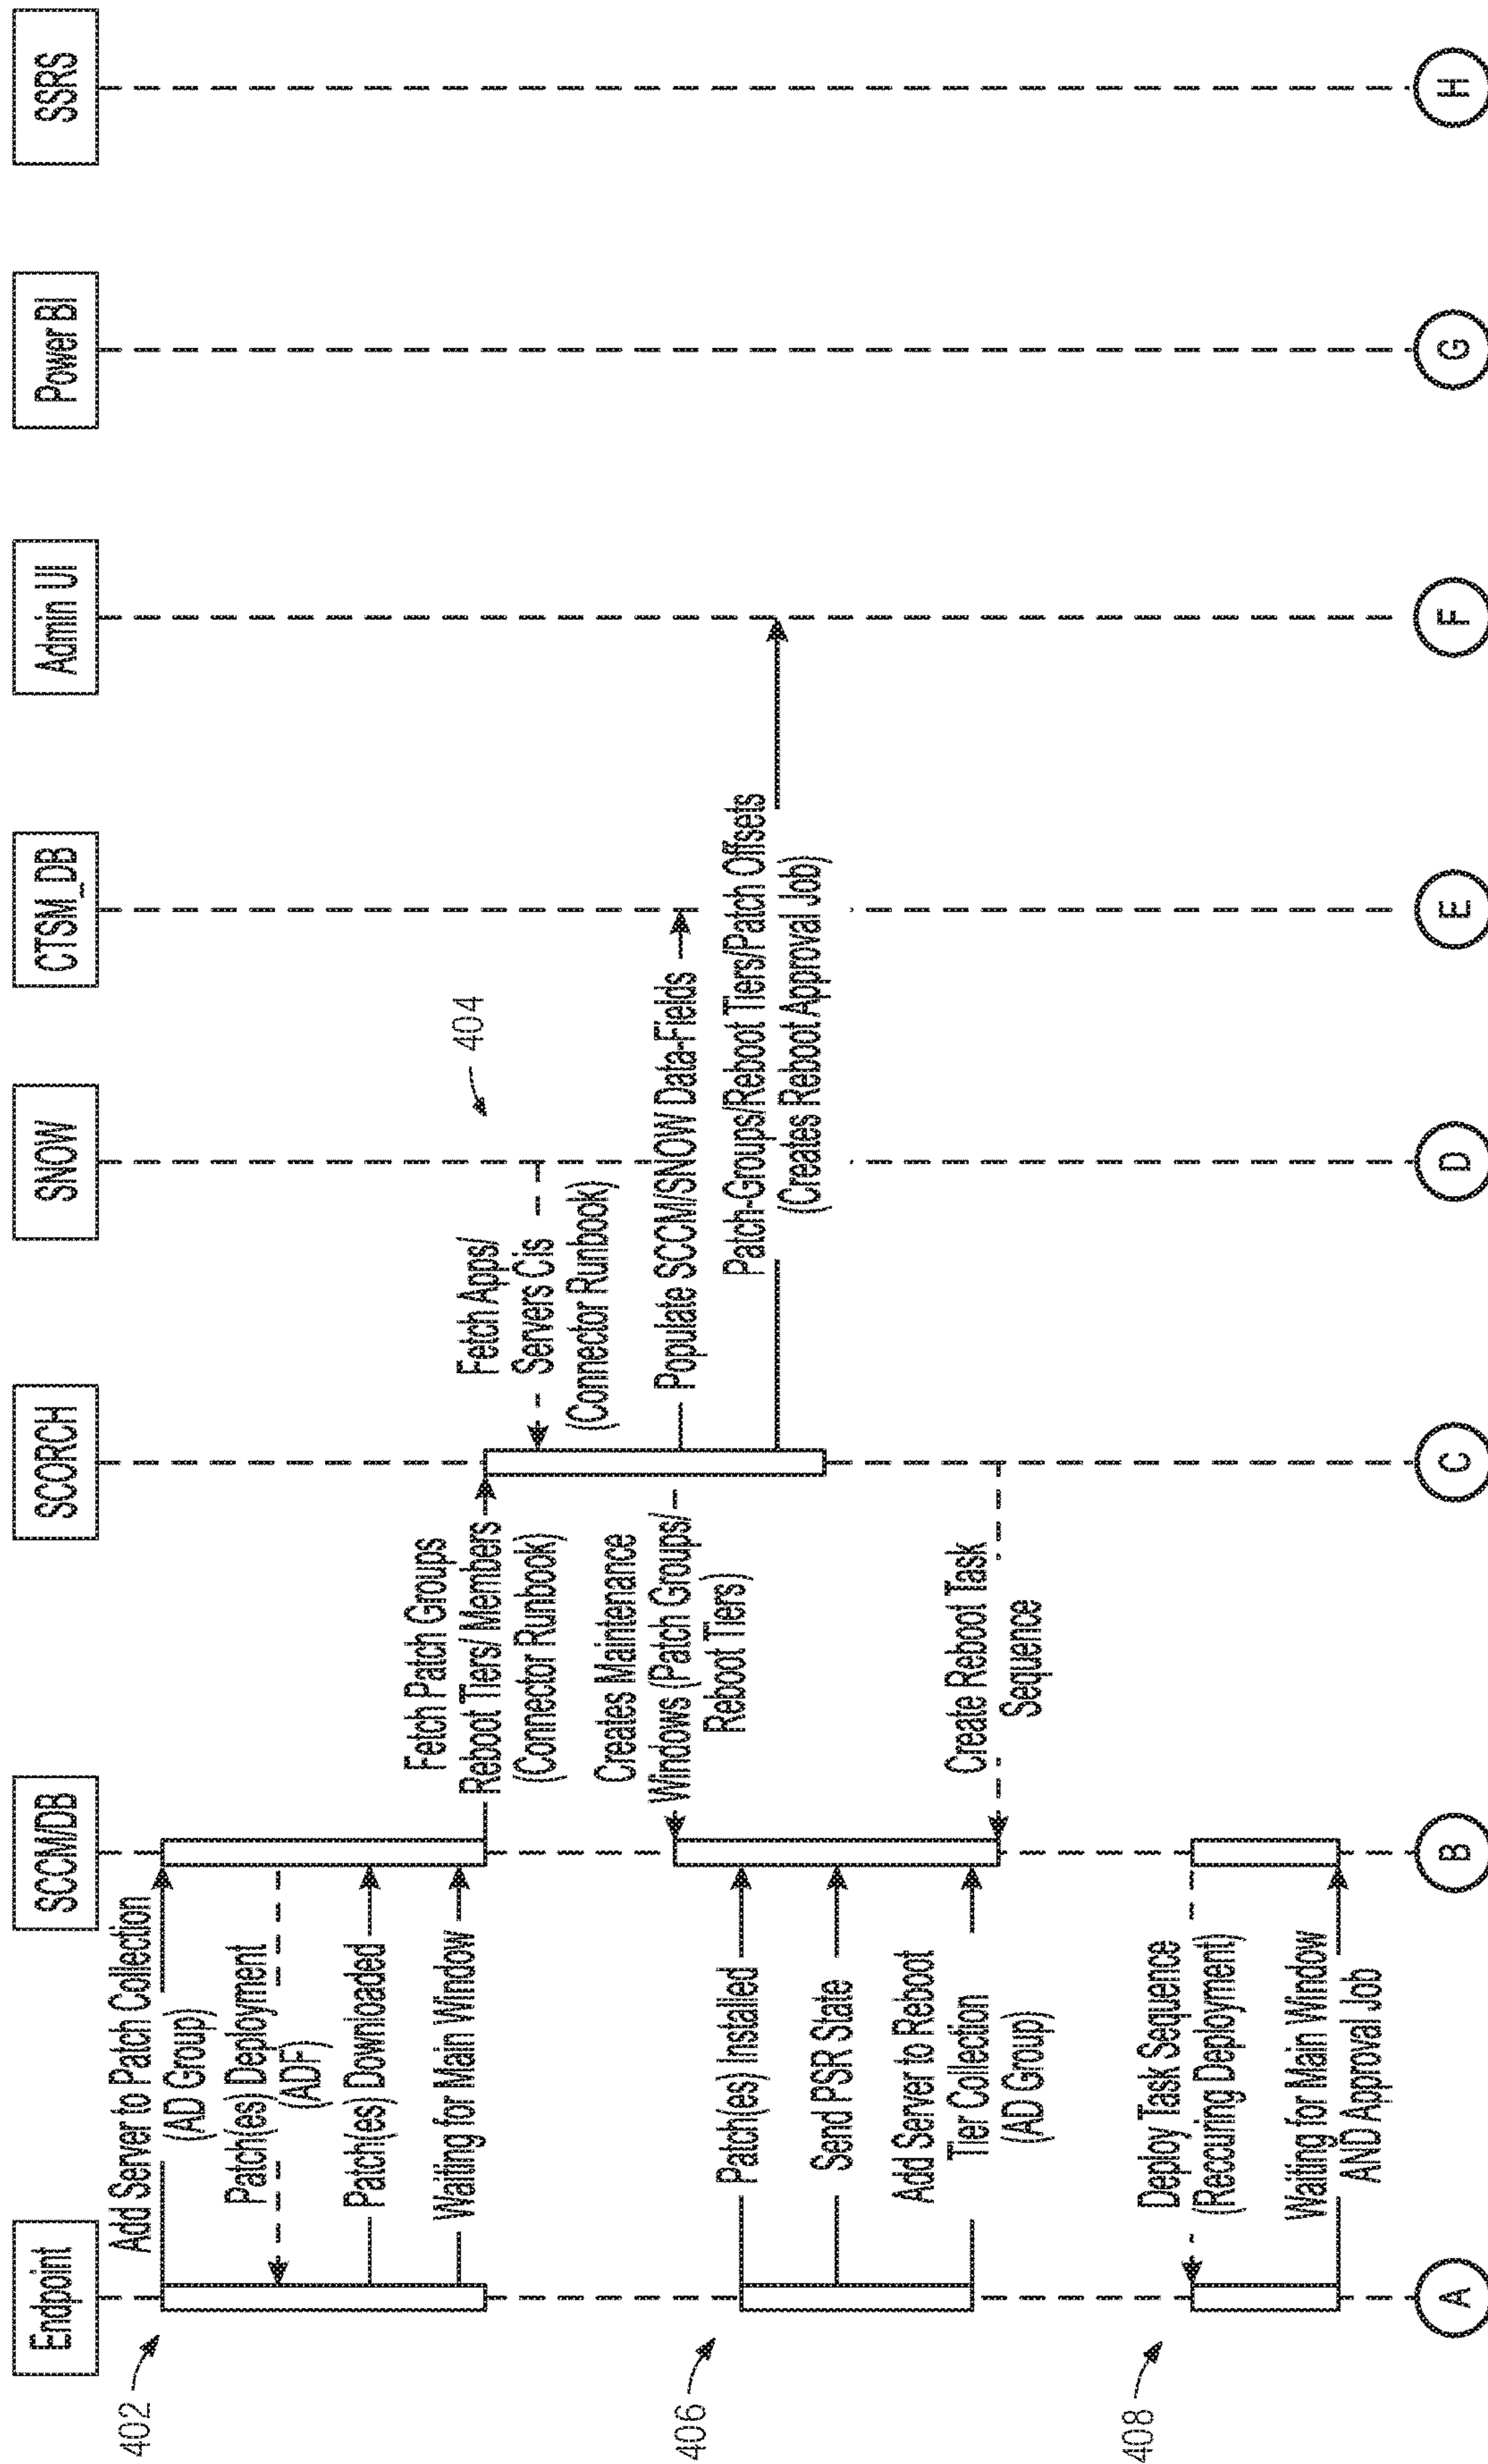 Endpoint
SCCM/DB
SCORCH
SNOW
CTSM_DB
Admin UI
Power BI
SSRS
402
Add Server to Patch Collection
(AD Group)
Patch(es) Deployment
(ADF)
Patch(es) Downloaded
Waiting for Main Window
Fetch Patch Groups
Reboot Tiers/ Members
(Connector Runbook)
404
Fetch Apps/
Servers Cis
(Connector Runbook)
Creates Maintenance
Windows (Patch Groups/
Reboot Tiers)
Populate SCCM/SNOW Data-Fields
Patch-Groups/Reboot Tiers/Patch Offsets
(Creates Reboot Approval Job)
406
Patch(es) Installed
Send PSR State
Add Server to Reboot
Tier Collection
(AD Group)
Create Reboot Task
Sequence
408
Deploy Task Sequence
(Reccuring Deployment)
Waiting for Main Window
AND Approval Job
A
B
C
D
E
F
G
H